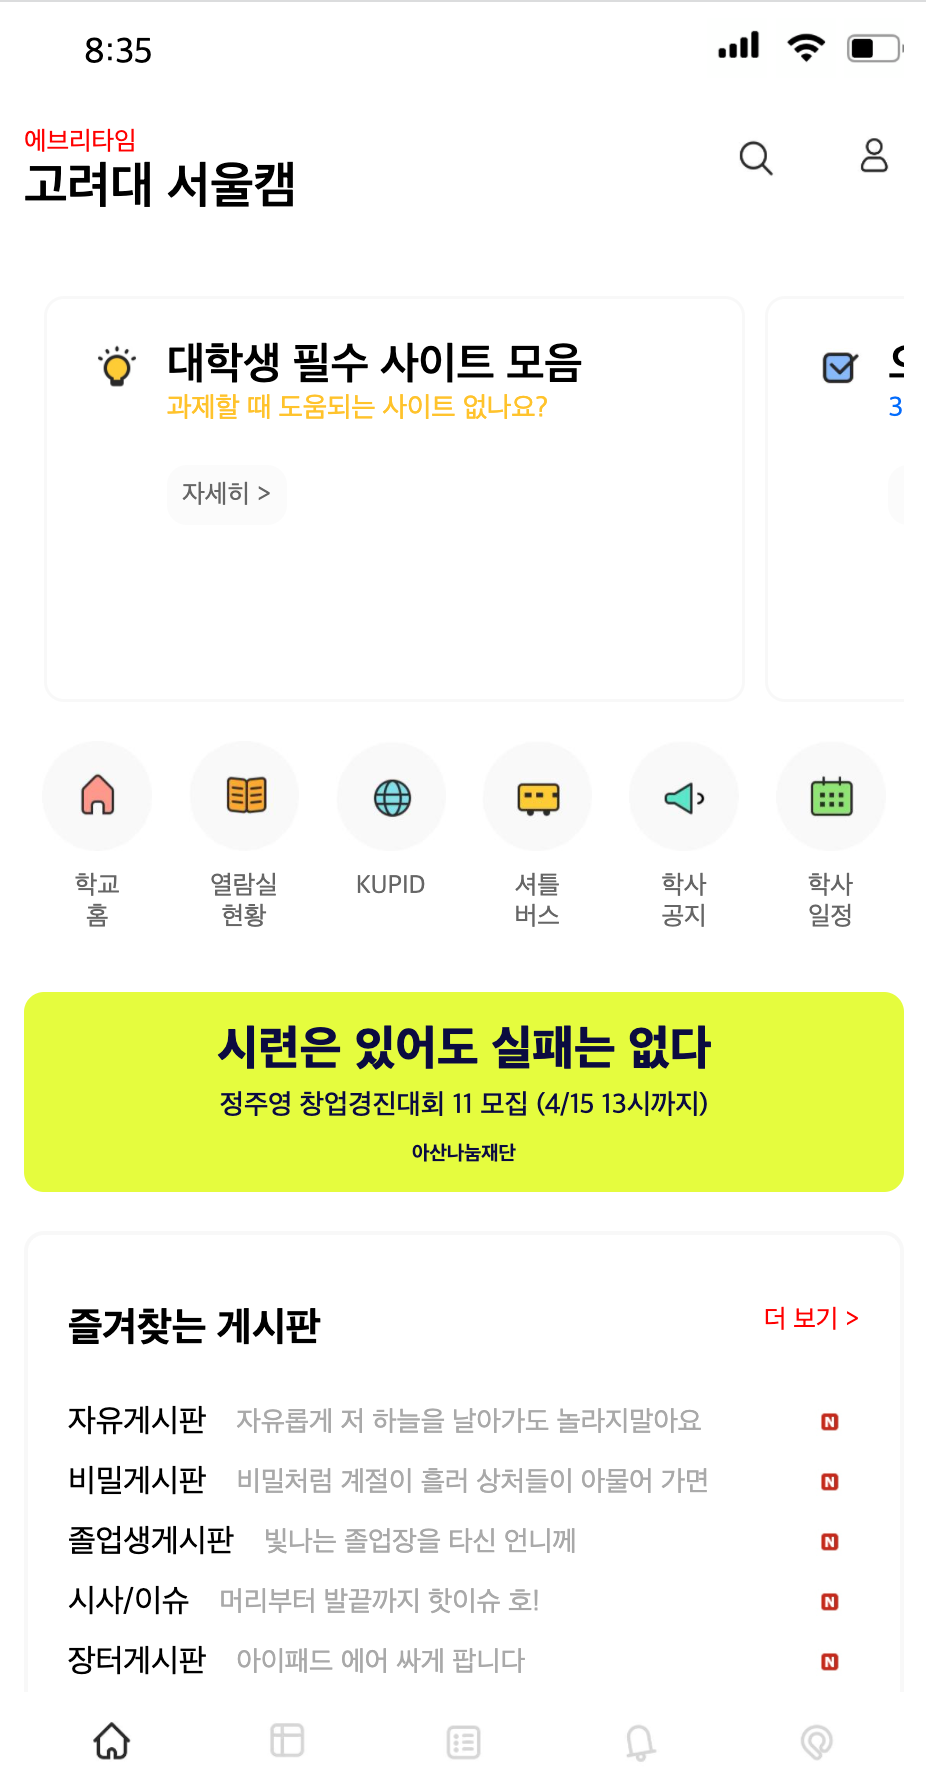 8:35
에브리타임
고려대 서울캠
대학생 필수 사이트 모음
과제할 때 도움되는 사이트 없나요?
자세히 >
3
학교
홈
열람실
현황
KUPID
셔틀
버스
학사
공지
학사
일정
시련은 있어도 실패는 없다
정주영 창업경진대회 11 모집 (4/15 13시까지)
아산나눔재단
즐겨찾는 게시판
더 보기 >
자유게시판 자유롭게 저 하늘을 날아가도 놀라지말아요 N
비밀게시판 비밀처럼 계절이 흘러 상처들이 아물어 가면 N
졸업생게시판 빛나는 졸업장을 타신 언니께 N
시사/이슈 머리부터 발끝까지 핫이슈 호! N
장터게시판 아이패드 에어 싸게 팝니다 N